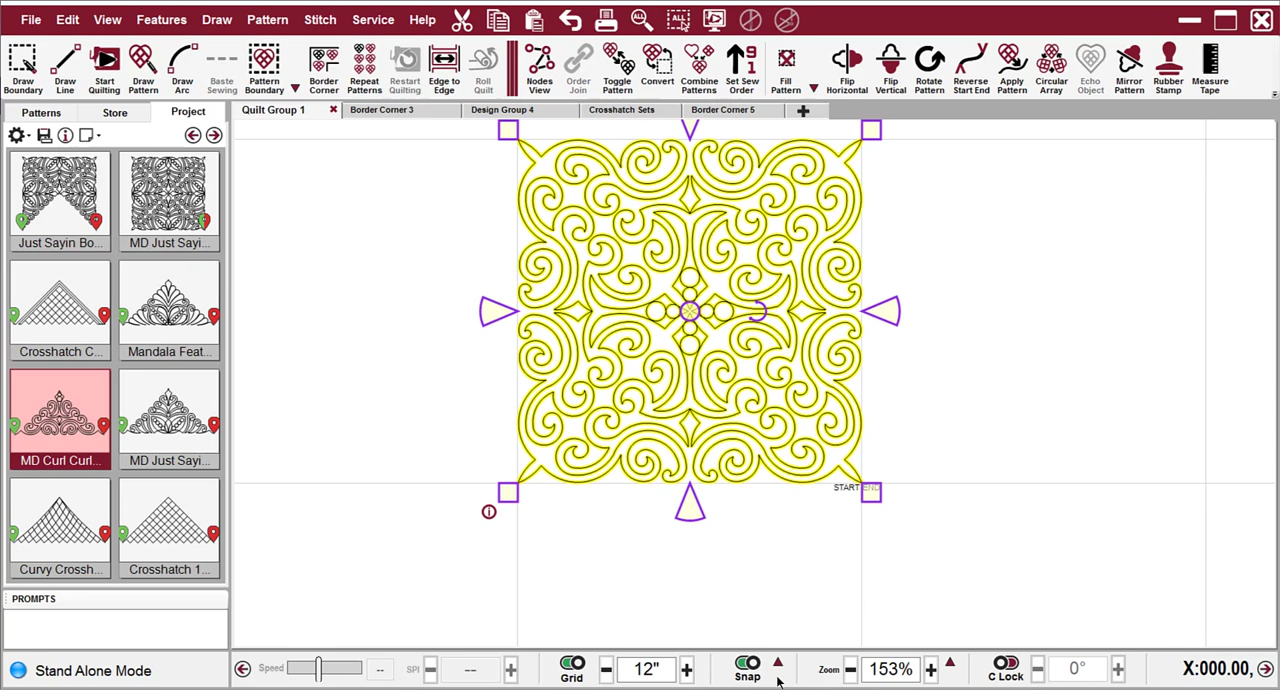 File Edit View Features Draw Pattern Stitch Service Help
Draw Boundary
Draw Line
Start Quilting
Draw Pattern
Draw Arc
Baste Sewing
Pattern Boundary
Border Corner
Repeat Patterns
Restart Quilting
Edge to Edge
Roll Quilt
Nodes View
Order Join
Toggle Pattern
Convert
Combine Patterns
Set Sew Order
Fill Pattern
Flip Horizontal
Flip Vertical
Rotate Pattern
Reverse Start End
Apply Pattern
Circular Array
Echo Object
Mirror Pattern
Rubber Stamp
Measure Tape
Patterns Store Project
Quilt Group 1 Border Corner 3 Design Group 4 Crosshatch Sets Border Corner 5
Just Sayin Bo... MD Just Sayi...
Crosshatch C... Mandala Feat...
MD Curl Curl... MD Just Sayi...
Curvy Crossh... Crosshatch 1...
START END
PROMPTS
Stand Alone Mode
Speed -- SPI -- Grid 12" Snap Zoom 153% C Lock 0° X:000.00,